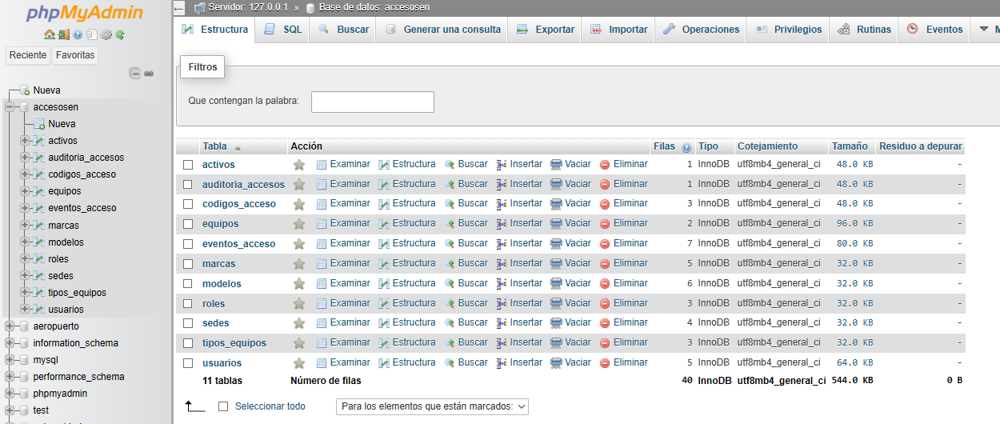 phpMyAdmin
Reciente Favoritas
Nueva
accesosen
Nueva
activos
auditoria_accesos
codigos_acceso
equipos
eventos_acceso
marcas
modelos
roles
sedes
tipos_equipos
usuarios
aeropuerto
information_schema
mysql
performance_schema
phpmyadmin
test
Servidor: 127.0.0.1 » Base de datos: accesosen
Estructura SQL Buscar Generar una consulta Exportar Importar Operaciones Privilegios Rutinas Eventos
Filtros
Que contengan la palabra:
Tabla Acción Filas Tipo Cotejamiento Tamaño Residuo a depurar
activos Examinar Estructura Buscar Insertar Vaciar Eliminar 1 InnoDB utf8mb4_general_ci 48.0 KB -
auditoria_accesos Examinar Estructura Buscar Insertar Vaciar Eliminar 1 InnoDB utf8mb4_general_ci 48.0 KB -
codigos_acceso Examinar Estructura Buscar Insertar Vaciar Eliminar 3 InnoDB utf8mb4_general_ci 48.0 KB -
equipos Examinar Estructura Buscar Insertar Vaciar Eliminar 2 InnoDB utf8mb4_general_ci 96.0 KB -
eventos_acceso Examinar Estructura Buscar Insertar Vaciar Eliminar 7 InnoDB utf8mb4_general_ci 80.0 KB -
marcas Examinar Estructura Buscar Insertar Vaciar Eliminar 5 InnoDB utf8mb4_general_ci 32.0 KB -
modelos Examinar Estructura Buscar Insertar Vaciar Eliminar 6 InnoDB utf8mb4_general_ci 32.0 KB -
roles Examinar Estructura Buscar Insertar Vaciar Eliminar 3 InnoDB utf8mb4_general_ci 32.0 KB -
sedes Examinar Estructura Buscar Insertar Vaciar Eliminar 4 InnoDB utf8mb4_general_ci 32.0 KB -
tipos_equipos Examinar Estructura Buscar Insertar Vaciar Eliminar 3 InnoDB utf8mb4_general_ci 32.0 KB -
usuarios Examinar Estructura Buscar Insertar Vaciar Eliminar 5 InnoDB utf8mb4_general_ci 64.0 KB -
11 tablas Número de filas 40 InnoDB utf8mb4_general_ci 544.0 KB 0 B
Seleccionar todo Para los elementos que están marcados: